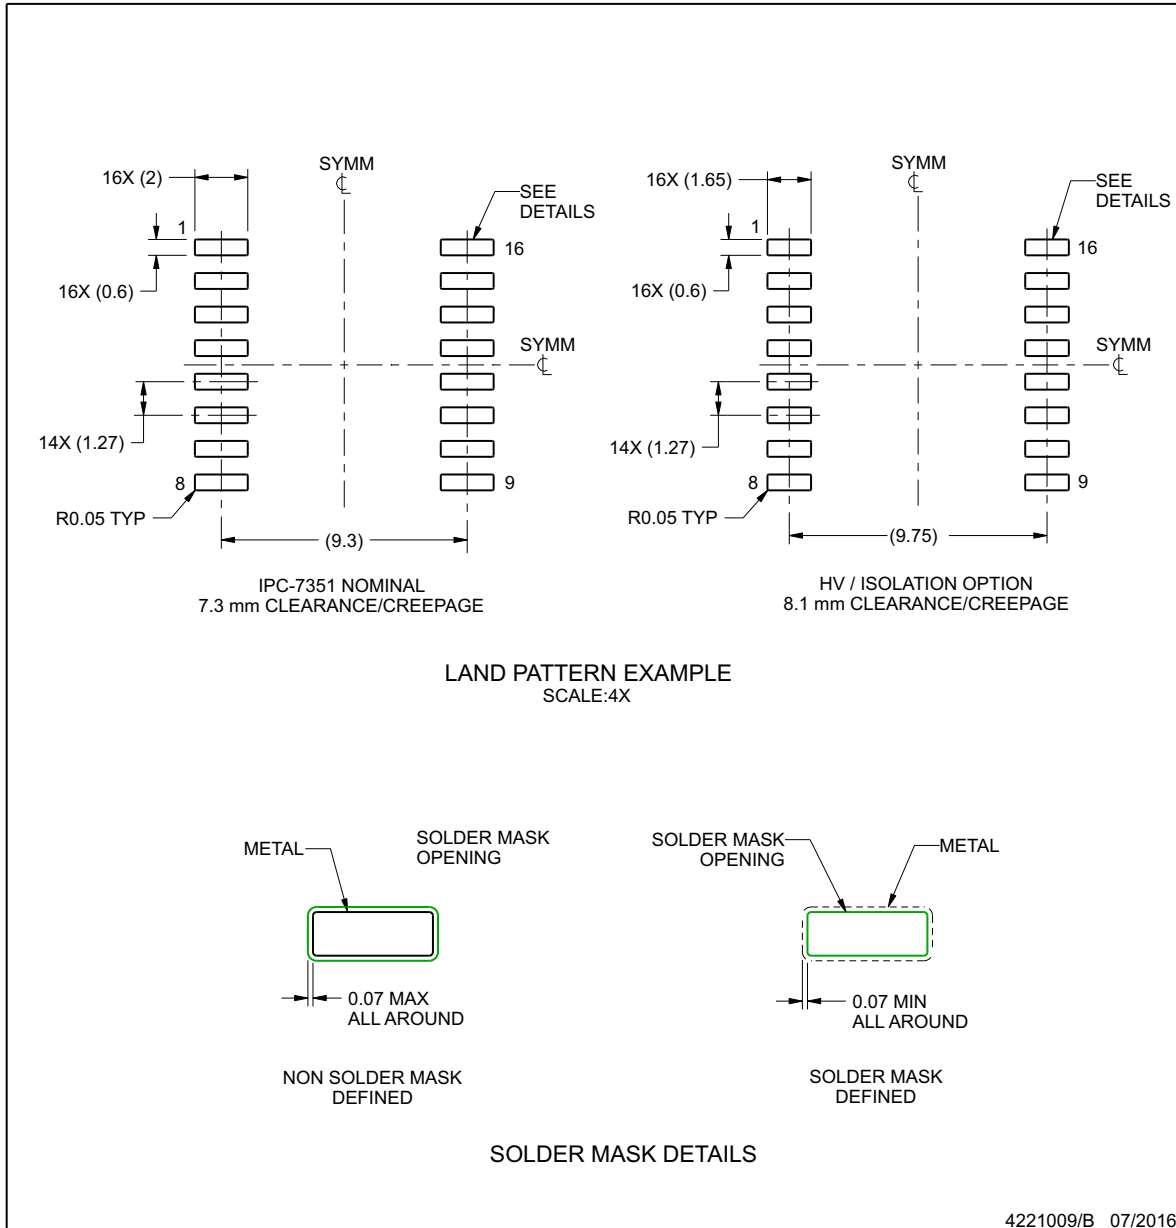 SYMM
℄
16X (2)
SEE
DETAILS
1
16
16X (0.6)
SYMM
℄
14X (1.27)
8
9
R0.05 TYP
(9.3)
IPC-7351 NOMINAL
7.3 mm CLEARANCE/CREEPAGE
SYMM
℄
16X (1.65)
SEE
DETAILS
1
16
16X (0.6)
SYMM
℄
14X (1.27)
8
9
R0.05 TYP
(9.75)
HV / ISOLATION OPTION
8.1 mm CLEARANCE/CREEPAGE
LAND PATTERN EXAMPLE
SCALE:4X
METAL
SOLDER MASK
OPENING
0.07 MAX
ALL AROUND
NON SOLDER MASK
DEFINED
SOLDER MASK
OPENING
METAL
0.07 MIN
ALL AROUND
SOLDER MASK
DEFINED
SOLDER MASK DETAILS
4221009/B 07/2016